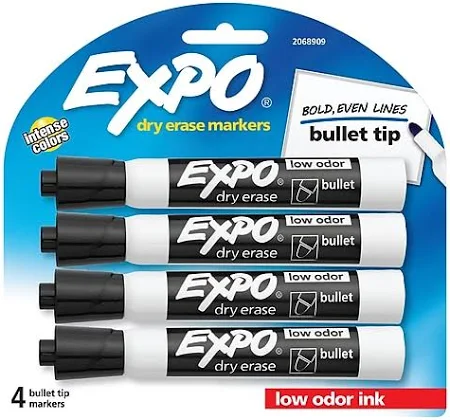 2068909
EXPO®
dry erase markers
intense
colors
BOLD, EVEN LINES
bullet tip
low odor
EXPO®
dry erase
bullet
low odor
EXPO®
dry erase
bullet
low odor
EXPO®
dry erase
bullet
low odor
EXPO®
dry erase
bullet
4 bullet tip
markers
low odor ink